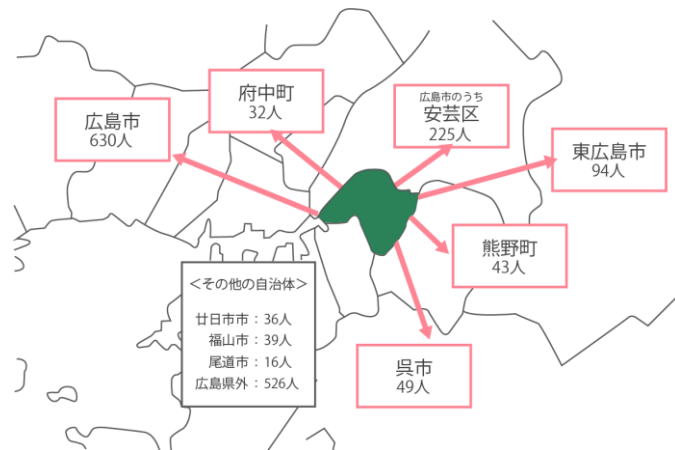 府中町
32人
広島市
630人
広島市のうち
安芸区
225人
東広島市
94人
熊野町
43人
呉市
49人
＜その他の自治体＞
廿日市市：36人
福山市：39人
尾道市：16人
広島県外：526人